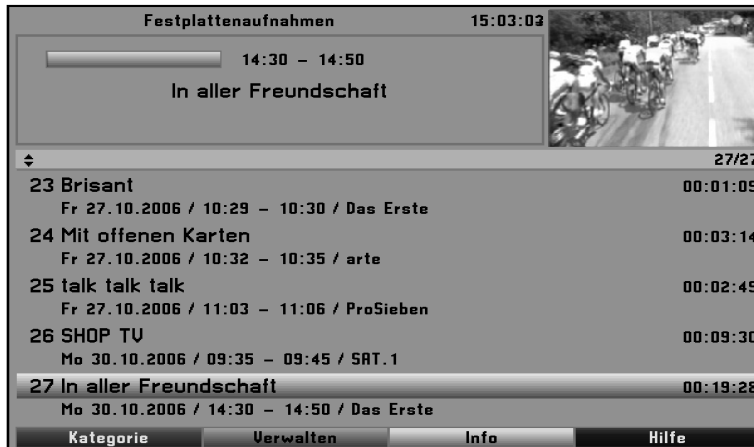 Festplattenaufnahmen 15:03:03
14:30 – 14:50
In aller Freundschaft
27/27
23 Brisant 00:01:09
Fr 27.10.2006 / 10:29 – 10:30 / Das Erste
24 Mit offenen Karten 00:03:14
Fr 27.10.2006 / 10:32 – 10:35 / arte
25 talk talk talk 00:02:49
Fr 27.10.2006 / 11:03 – 11:06 / ProSieben
26 SHOP TV 00:09:30
Mo 30.10.2006 / 09:35 – 09:45 / SAT.1
27 In aller Freundschaft 00:19:28
Mo 30.10.2006 / 14:30 – 14:50 / Das Erste
Kategorie Verwalten Info Hilfe